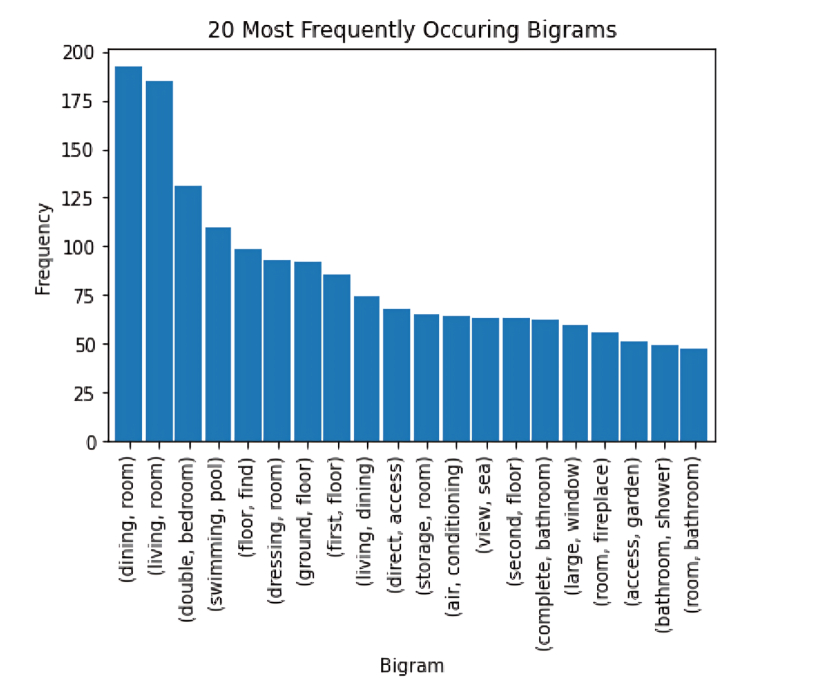 20 Most Frequently Occuring Bigrams
Frequency
200
175
150
125
100
75
50
25
0
(dining, room)
(living, room)
(double, bedroom)
(swimming, pool)
(floor, find)
(dressing, room)
(ground, floor)
(first, floor)
(living, dining)
(direct, access)
(storage, room)
(air, conditioning)
(view, sea)
(second, floor)
(complete, bathroom)
(large, window)
(room, fireplace)
(access, garden)
(bathroom, shower)
(room, bathroom)
Bigram